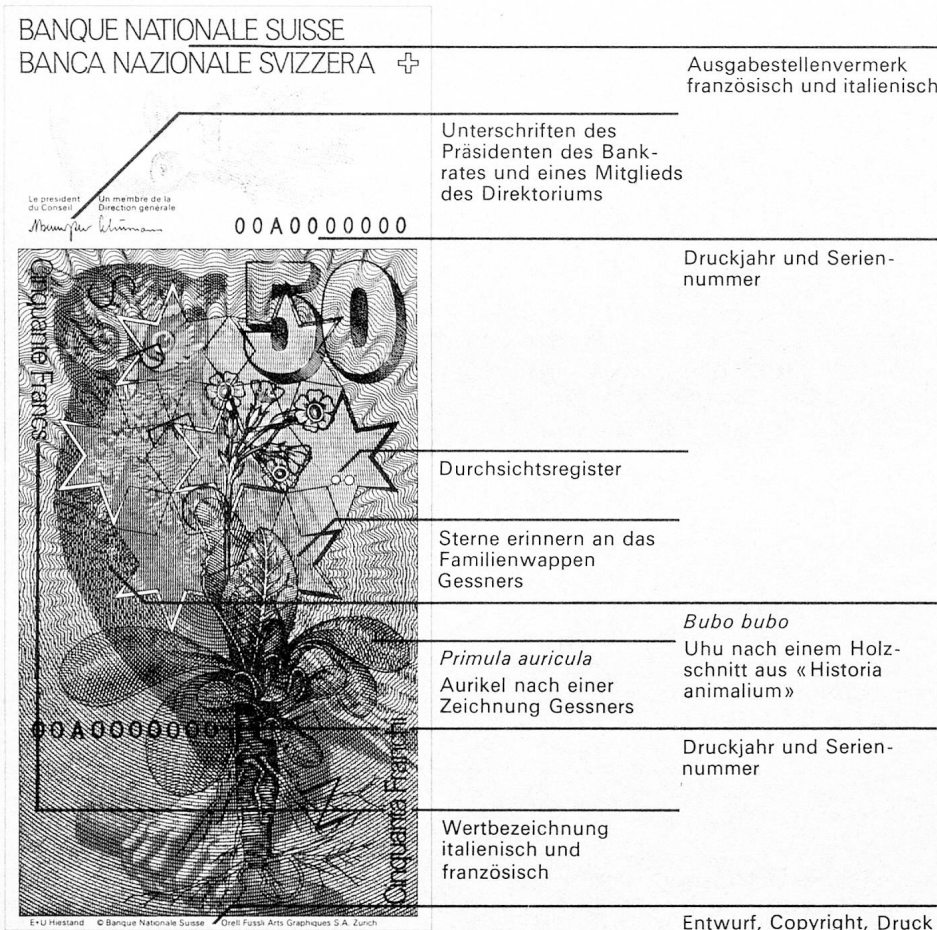 BANQUE NATIONALE SUISSE
BANCA NAZIONALE SVIZZERA
Ausgabestellenvermerk
französisch und italienisch
Unterschriften des
Präsidenten des Bank-
rates und eines Mitglieds
des Direktoriums
Le président
du Conseil
Un membre de la
Direction générale
00A0000000
Druckjahr und Serien-
nummer
50
Cinquante Francs
Durchsichtsregister
Sterne erinnern an das
Familienwappen
Gessners
Bubo bubo
Uhu nach einem Holz-
schnitt aus «Historia
animalium»
Primula auricula
Aurikel nach einer
Zeichnung Gessners
00A0000000
Druckjahr und Serien-
nummer
Cinquanta Franchi
Wertbezeichnung
italienisch und
französisch
E+U Hiestand © Banque Nationale Suisse Orell Füssli Arts Graphiques S.A. Zurich
Entwurf, Copyright, Druck